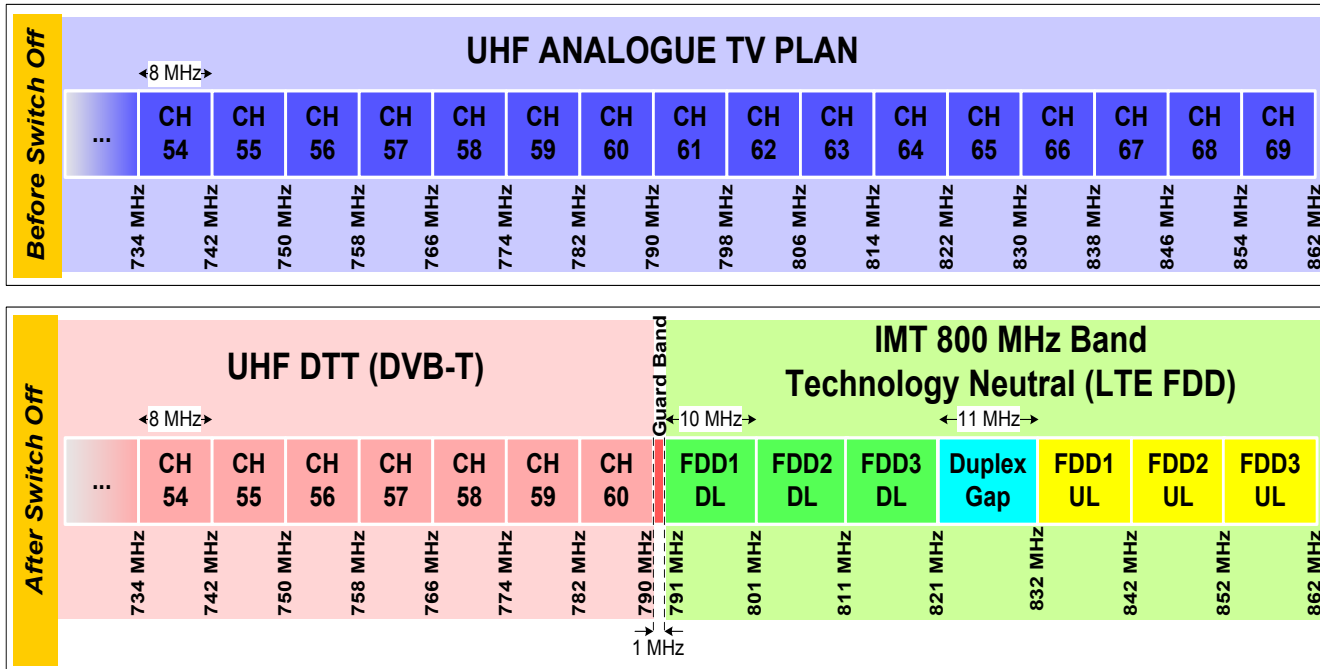 Before Switch Off
UHF ANALOGUE TV PLAN
8 MHz
... CH 54 CH 55 CH 56 CH 57 CH 58 CH 59 CH 60 CH 61 CH 62 CH 63 CH 64 CH 65 CH 66 CH 67 CH 68 CH 69
734 MHz 742 MHz 750 MHz 758 MHz 766 MHz 774 MHz 782 MHz 790 MHz 798 MHz 806 MHz 814 MHz 822 MHz 830 MHz 838 MHz 846 MHz 854 MHz 862 MHz
After Switch Off
UHF DTT (DVB-T)
Guard Band
IMT 800 MHz Band
Technology Neutral (LTE FDD)
8 MHz 10 MHz 11 MHz
... CH 54 CH 55 CH 56 CH 57 CH 58 CH 59 CH 60 FDD1 DL FDD2 DL FDD3 DL Duplex Gap FDD1 UL FDD2 UL FDD3 UL
734 MHz 742 MHz 750 MHz 758 MHz 766 MHz 774 MHz 782 MHz 790 MHz 791 MHz 801 MHz 811 MHz 821 MHz 832 MHz 842 MHz 852 MHz 862 MHz
1 MHz